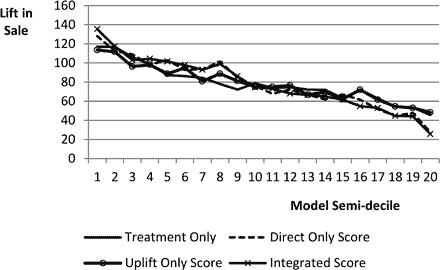 Lift in
Sale
160
140
120
100
80
60
40
20
0
1 2 3 4 5 6 7 8 9 10 11 12 13 14 15 16 17 18 19 20
Model Semi-decile
Treatment Only
Direct Only Score
Uplift Only Score
Integrated Score